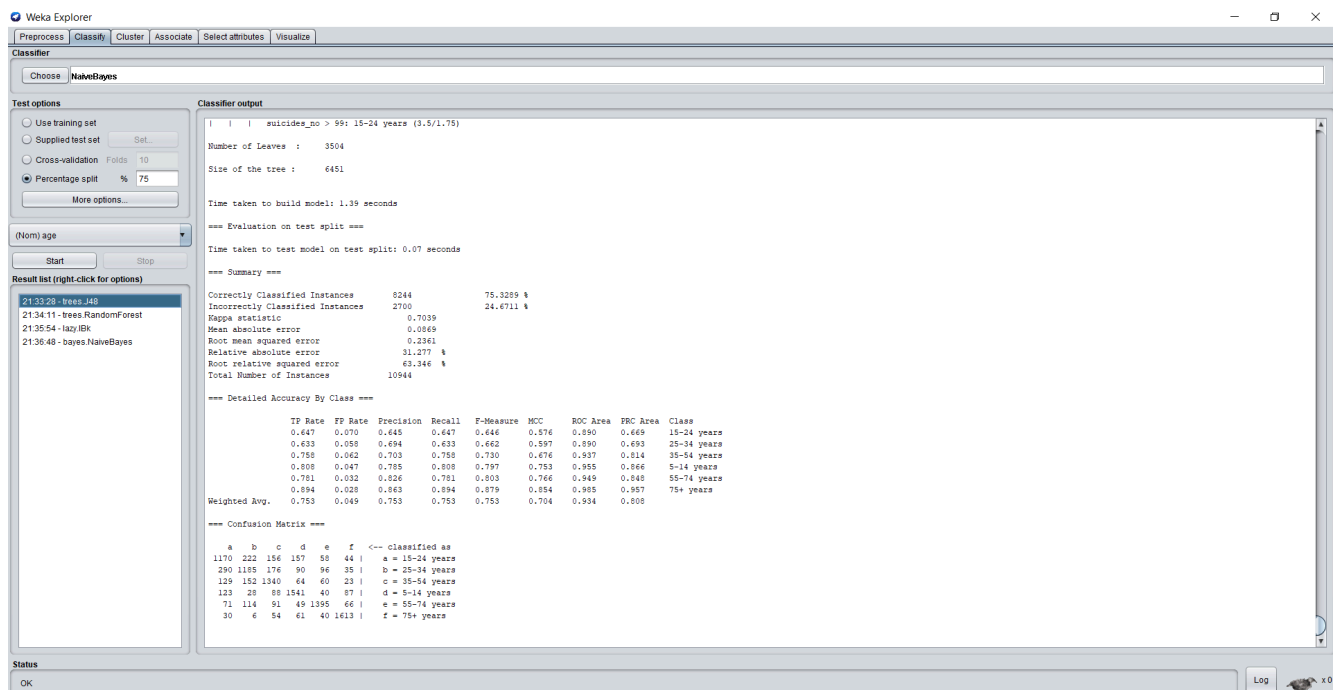 Weka Explorer
Preprocess Classify Cluster Associate Select attributes Visualize
Classifier
Choose NaiveBayes
Test options
Use training set
Supplied test set Set...
Cross-validation Folds 10
Percentage split % 75
More options...
(Nom) age
Start Stop
Result list (right-click for options)
21:33:28 - trees.J48
21:34:11 - trees.RandomForest
21:35:54 - lazy.IBk
21:36:48 - bayes.NaiveBayes
Classifier output
| | | suicides_no > 99: 15-24 years (3.5/1.75)
Number of Leaves : 3504
Size of the tree : 6451
Time taken to build model: 1.39 seconds
=== Evaluation on test split ===
Time taken to test model on test split: 0.07 seconds
=== Summary ===
Correctly Classified Instances 8244 75.3289 %
Incorrectly Classified Instances 2700 24.6711 %
Kappa statistic 0.7039
Mean absolute error 0.0869
Root mean squared error 0.2361
Relative absolute error 31.277 %
Root relative squared error 63.346 %
Total Number of Instances 10944
=== Detailed Accuracy By Class ===
TP Rate FP Rate Precision Recall F-Measure MCC ROC Area PRC Area Class
0.647 0.070 0.645 0.647 0.646 0.576 0.890 0.669 15-24 years
0.633 0.058 0.694 0.633 0.662 0.597 0.890 0.693 25-34 years
0.758 0.062 0.703 0.758 0.730 0.676 0.937 0.814 35-54 years
0.808 0.047 0.785 0.808 0.797 0.753 0.955 0.866 5-14 years
0.781 0.032 0.826 0.781 0.803 0.766 0.949 0.848 55-74 years
0.894 0.028 0.863 0.894 0.879 0.854 0.985 0.957 75+ years
Weighted Avg. 0.753 0.049 0.753 0.753 0.753 0.704 0.934 0.808
=== Confusion Matrix ===
a b c d e f <-- classified as
1170 222 156 157 58 44 | a = 15-24 years
290 1185 176 90 96 35 | b = 25-34 years
129 152 1340 64 60 23 | c = 35-54 years
123 28 88 1541 40 87 | d = 5-14 years
71 114 91 49 1395 66 | e = 55-74 years
30 6 54 61 40 1613 | f = 75+ years
Status
OK
Log x 0